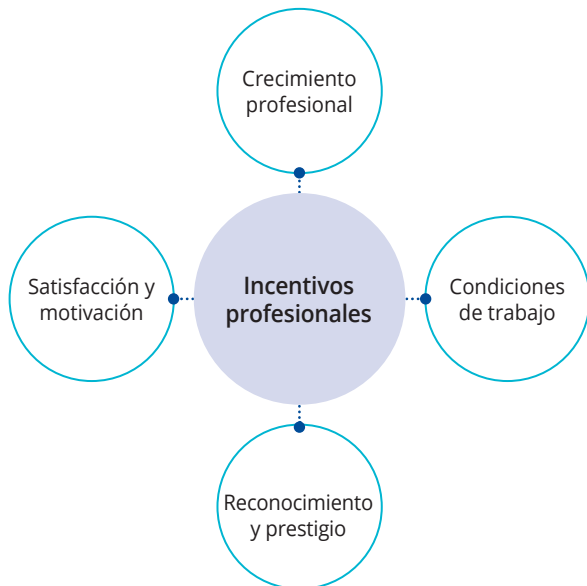 Crecimiento
profesional
Satisfacción y
motivación
Incentivos
profesionales
Condiciones
de trabajo
Reconocimiento
y prestigio